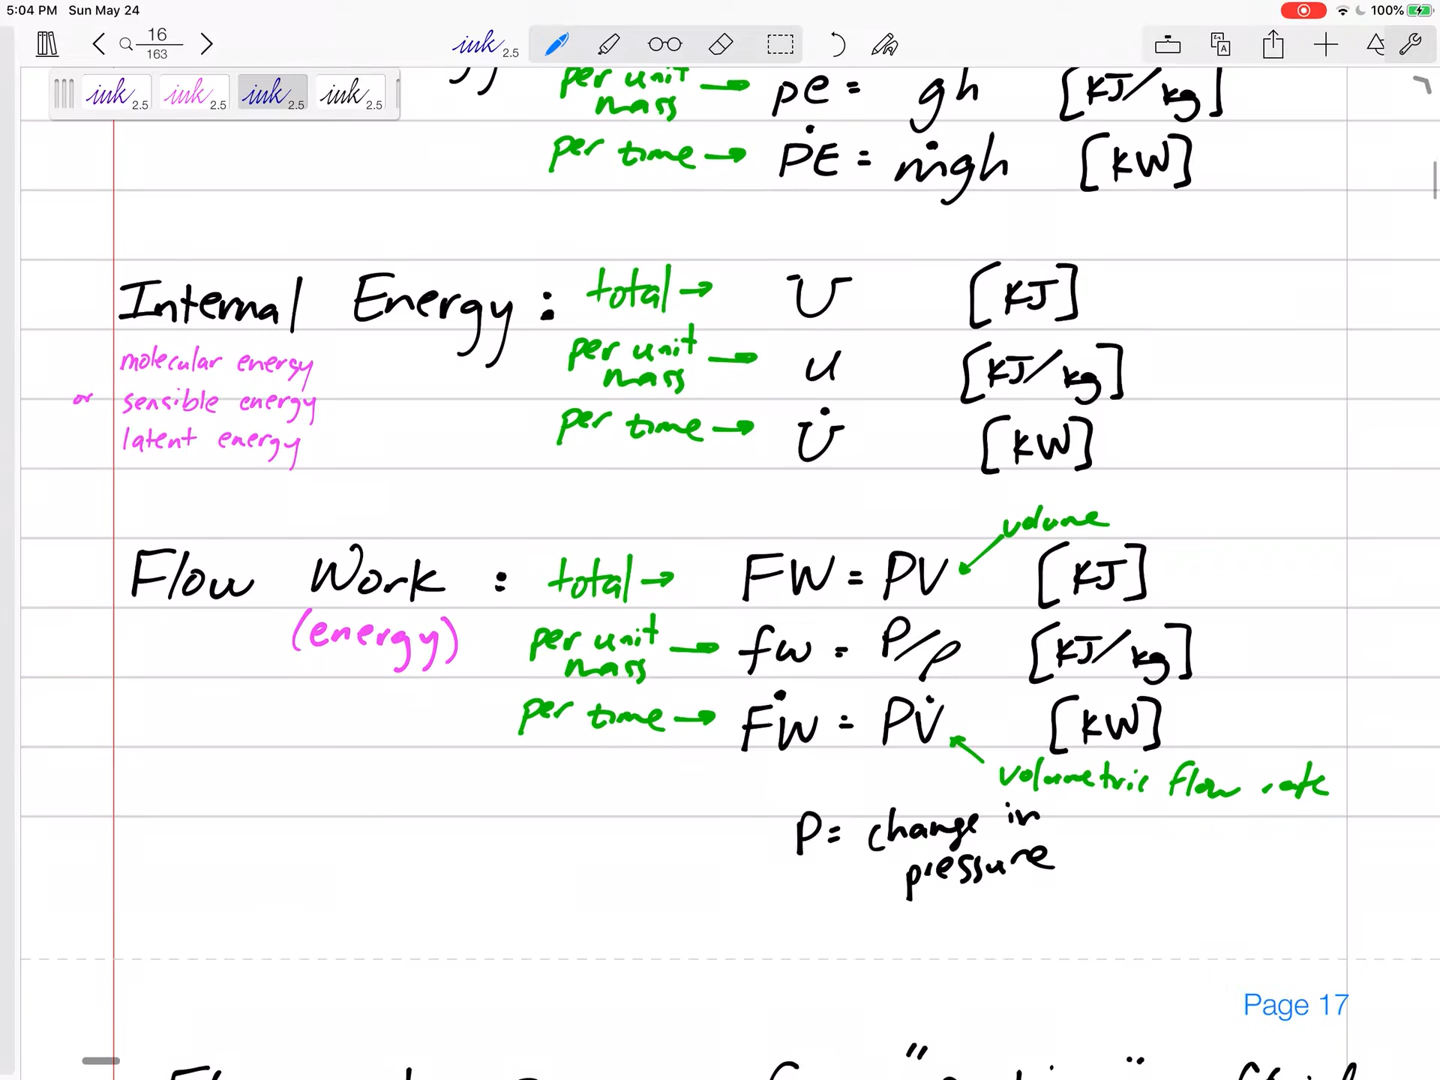 5:04 PM Sun May 24
100%
16
163
ink 2.5
ink 2.5 ink 2.5 ink 2.5 ink 2.5
per unit mass → pe = gh [KJ/kg]
per time → ṖE = ṁgh [kW]
Internal Energy : total → U [KJ]
molecular energy
per unit mass → u [KJ/kg]
or sensible energy
latent energy
per time → U̇ [kW]
volume
Flow Work : total → FW = PV [KJ]
(energy)
per unit mass → fw = P/ρ [KJ/kg]
per time → ḞW = PV̇ [kW]
volumetric flow rate
P = change in
pressure
Page 17